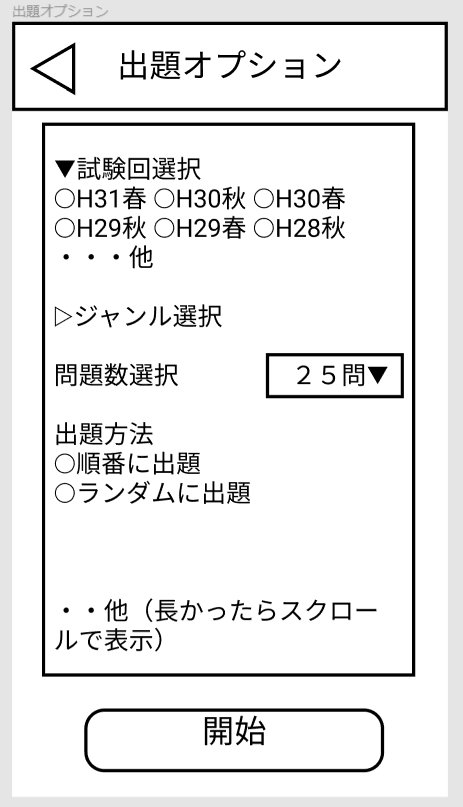 出題オプション
出題オプション
▼試験回選択
○H31春 ○H30秋 ○H30春
○H29秋 ○H29春 ○H28秋
・・・他
▷ジャンル選択
問題数選択 ２５問▼
出題方法
○順番に出題
○ランダムに出題
・・他（長かったらスクロー
ルで表示）
開始